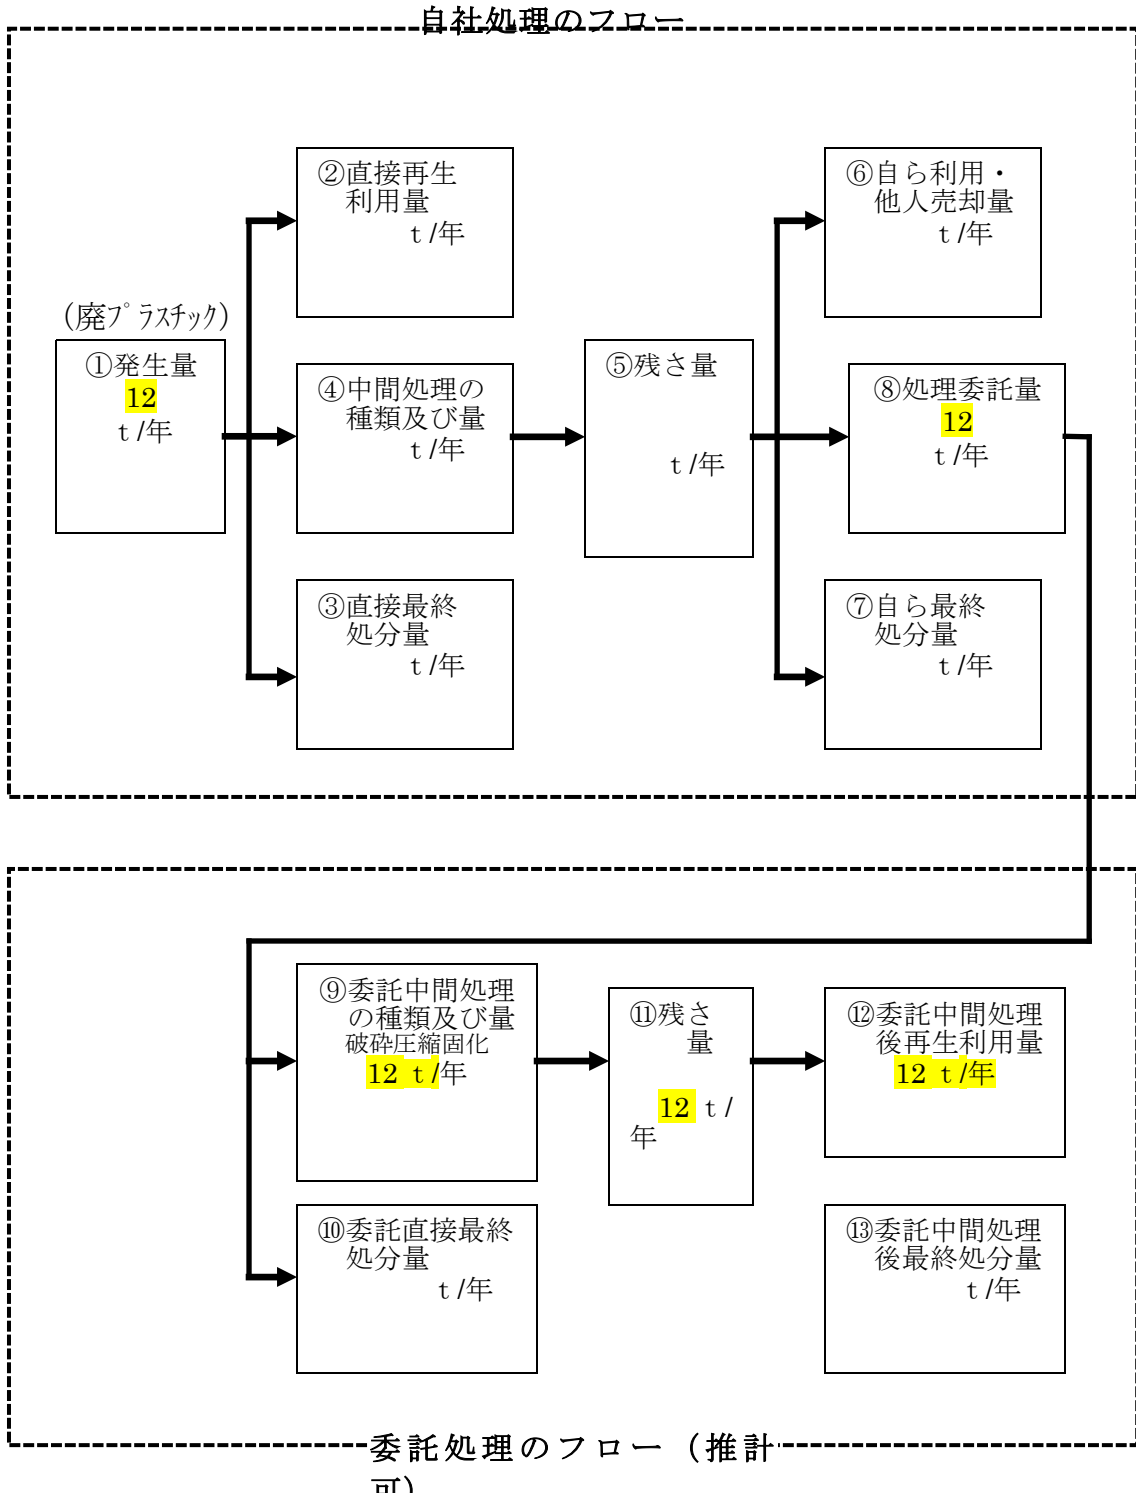 自社処理のフロー
②直接再生
利用量
ｔ/年
⑥自ら利用・
他人売却量
ｔ/年
(廃ﾌﾟﾗｽﾁｯｸ)
①発生量
12
ｔ/年
④中間処理の
種類及び量
ｔ/年
⑤残さ量
ｔ/年
⑧処理委託量
12
ｔ/年
③直接最終
処分量
ｔ/年
⑦自ら最終
処分量
ｔ/年
⑨委託中間処理
の種類及び量
破砕圧縮固化
12 ｔ/年
⑪残さ
量
12 ｔ/
年
⑫委託中間処理
後再生利用量
12 ｔ/年
⑩委託直接最終
処分量
ｔ/年
⑬委託中間処理
後最終処分量
ｔ/年
委託処理のフロー（推計
可）